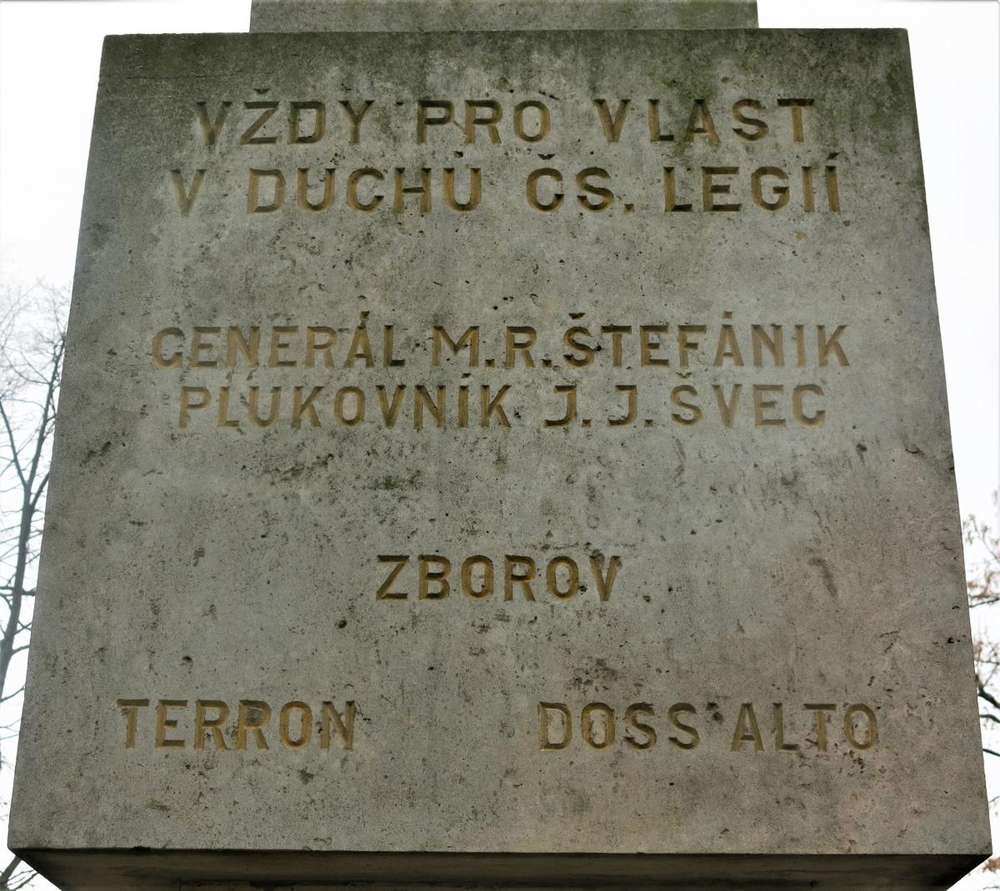 VŽDY PRO VLAST
V DUCHU ČS. LEGIÍ
GENERÁL M. R. ŠTEFÁNIK
PLUKOVNÍK J. J. ŠVEC
ZBOROV
TERRON DOSS'ALTO